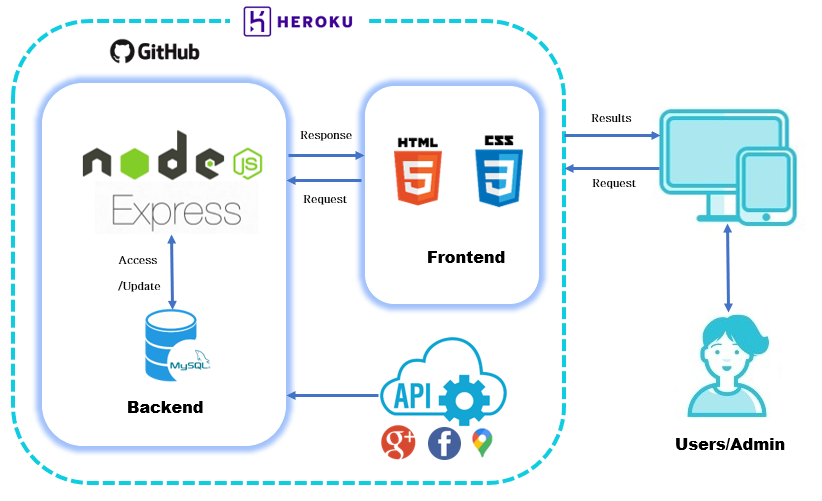 HEROKU
GitHub
node
JS
Express
Access
/Update
MySQL
Backend
Response
Request
HTML
5
CSS
3
Frontend
API
g+
f
Results
Request
Users/Admin